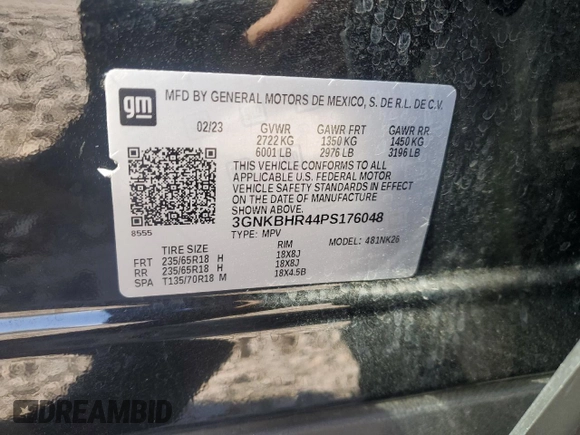 gm
MFD BY GENERAL MOTORS DE MEXICO, S. DE R.L. DE C.V.
02/23 GVWR GAWR FRT GAWR RR
2722 KG 1350 KG 1450 KG
6001 LB 2976 LB 3196 LB
THIS VEHICLE CONFORMS TO ALL
APPLICABLE U.S. FEDERAL MOTOR
VEHICLE SAFETY STANDARDS IN EFFECT
ON THE DATE OF MANUFACTURE
SHOWN ABOVE.
3GNKBHR44PS176048
8555
TYPE: MPV MODEL: 481NK26
TIRE SIZE RIM
FRT 235/65R18 H 18X8J
RR 235/65R18 H 18X8J
SPA T135/70R18 M 18X4.5B
DREAMBID